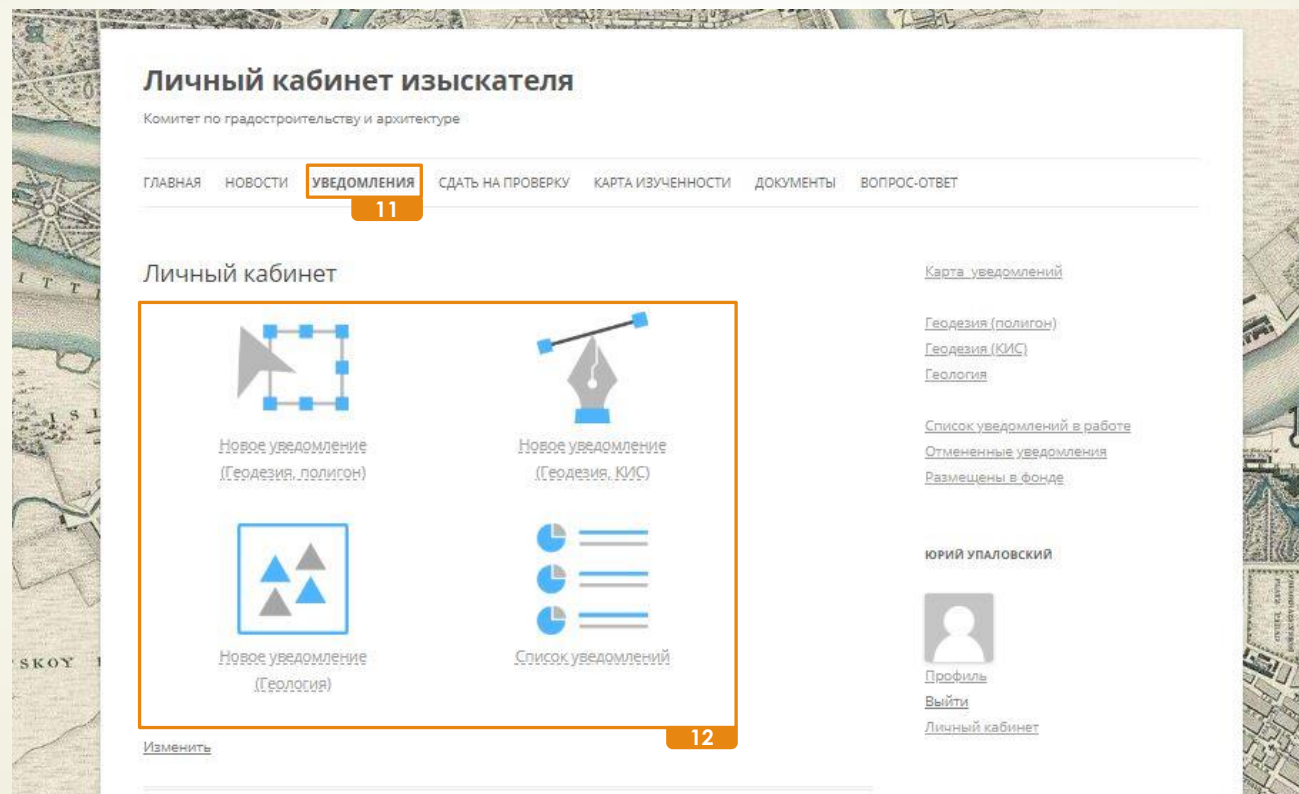 Личный кабинет изыскателя
Комитет по градостроительству и архитектуре
ГЛАВНАЯ НОВОСТИ УВЕДОМЛЕНИЯ СДАТЬ НА ПРОВЕРКУ КАРТА ИЗУЧЕННОСТИ ДОКУМЕНТЫ ВОПРОС-ОТВЕТ
11
Личный кабинет
Новое уведомление
(Геодезия, полигон)
Новое уведомление
(Геодезия, КИС)
Новое уведомление
(Геология)
Список уведомлений
12
Изменить
Карта уведомлений
Геодезия (полигон)
Геодезия (КИС)
Геология
Список уведомлений в работе
Отмененные уведомления
Размещены в фонде
ЮРИЙ УПАЛОВСКИЙ
Профиль
Выйти
Личный кабинет
SKOY